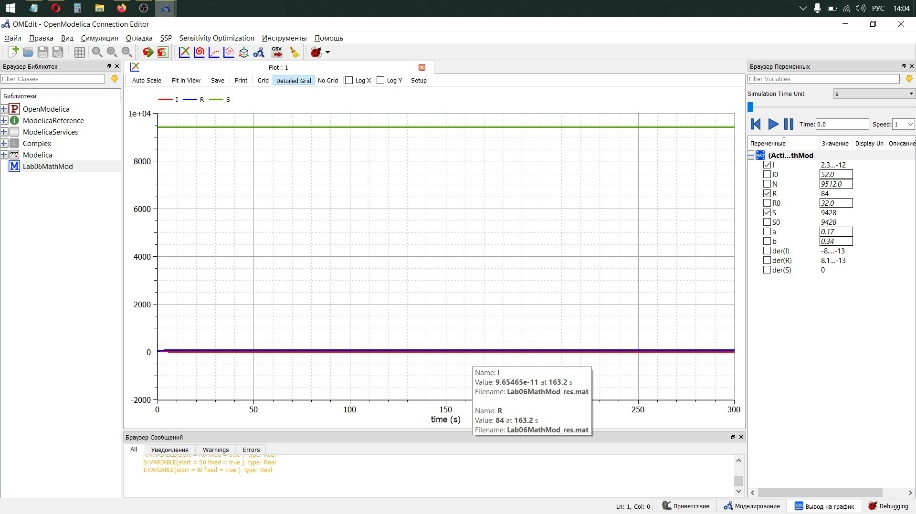 РУС 14:04
OMEdit - OpenModelica Connection Editor
Файл Правка Вид Симуляция Отладка SSP Sensitivity Optimization Инструменты Помощь
Браузер Библиотек
Filter Classes
Библиотеки
OpenModelica
ModelicaReference
ModelicaServices
Complex
Modelica
Lab06MathMod
Plot : 1
Auto Scale Fit in View Save Print Grid Detailed Grid No Grid Log X Log Y Setup
I R S
1e+04
8000
6000
4000
2000
0
-2000
0 50 100 150 250 300
time (s)
Name: I
Value: 9.65465e-11 at 163.2 s
Filename: Lab06MathMod_res.mat
Name: R
Value: 84 at 163.2 s
Filename: Lab06MathMod_res.mat
Браузер Сообщений
All Уведомления Warnings Errors
S:VARIABLE(start = S0 fixed = true ) type: Real
I:VARIABLE(start = I0 fixed = true ) type: Real
Браузер Переменных
Filter Variables
Simulation Time Unit s
Time: 0.0 Speed: 1
Переменные Значение Display Un Описание
(Acti...thMod
I 2.3...-12
I0 52.0
N 9512.0
R 84
R0 32.0
S 9428
S0 9428
a 0.17
b 0.34
der(I) -8....-13
der(R) 8.1...-13
der(S) 0
Ln: 1, Col: 0 Приветствие Моделирование Вывод на график Debugging